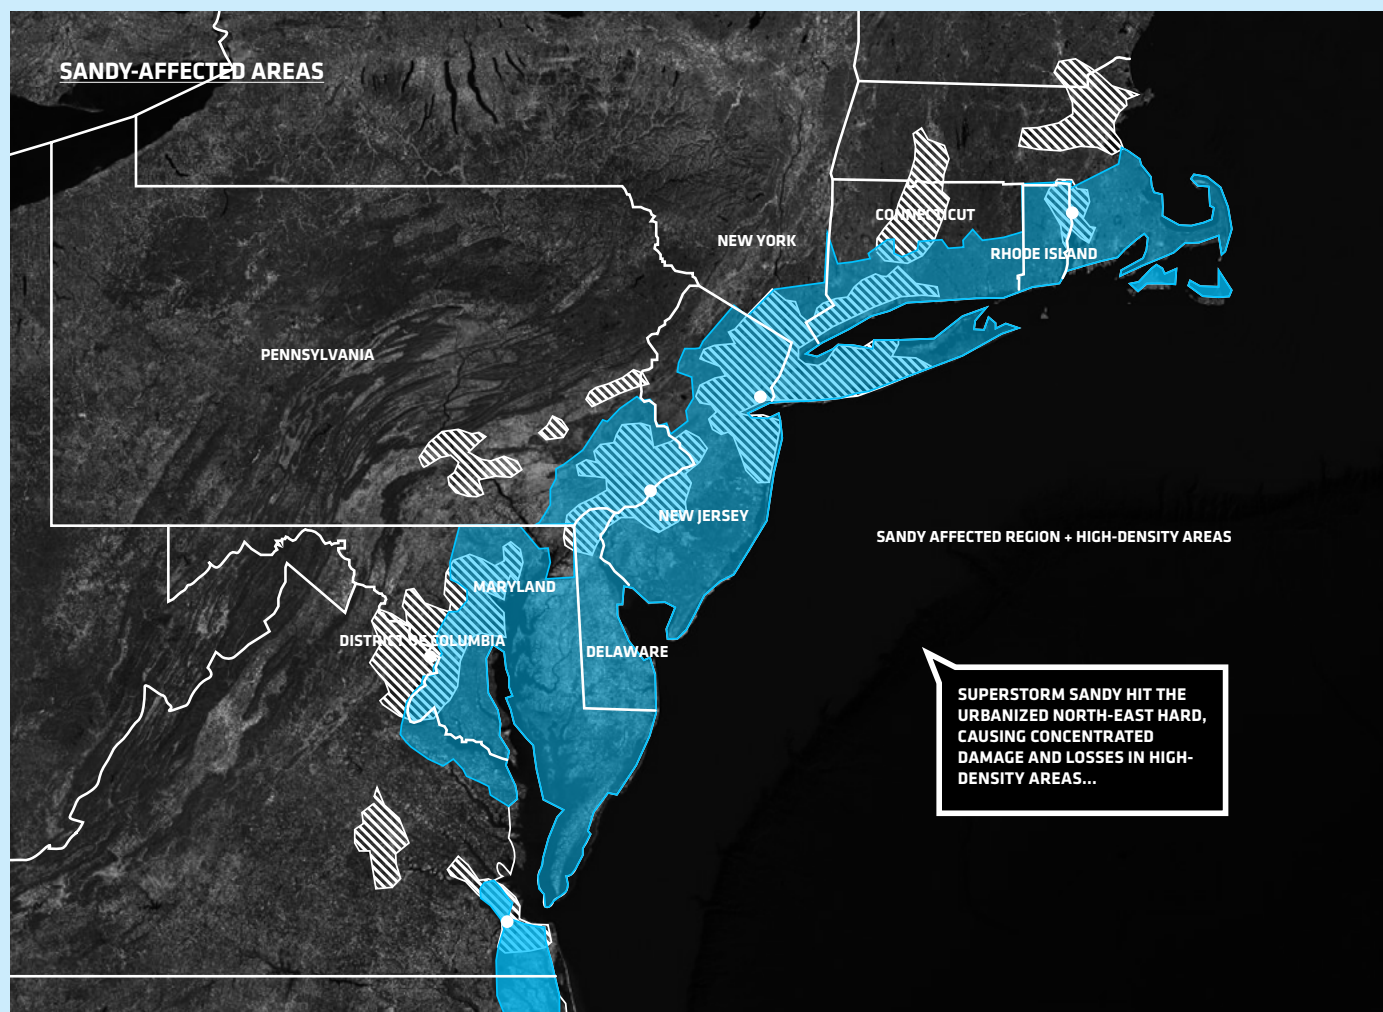 SANDY-AFFECTED AREAS
CONNECTICUT
NEW YORK
RHODE ISLAND
PENNSYLVANIA
NEW JERSEY
SANDY AFFECTED REGION + HIGH-DENSITY AREAS
MARYLAND
DISTRICT OF COLUMBIA
DELAWARE
SUPERSTORM SANDY HIT THE
URBANIZED NORTH-EAST HARD,
CAUSING CONCENTRATED
DAMAGE AND LOSSES IN HIGH-
DENSITY AREAS...